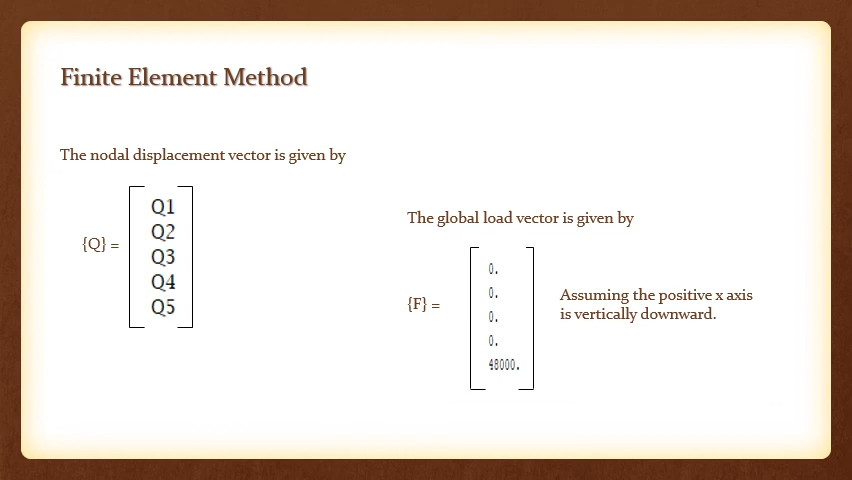 Finite Element Method
The nodal displacement vector is given by
{Q} =
Q1
Q2
Q3
Q4
Q5
The global load vector is given by
{F} =
0.
0.
0.
0.
48000.
Assuming the positive x axis
is vertically downward.